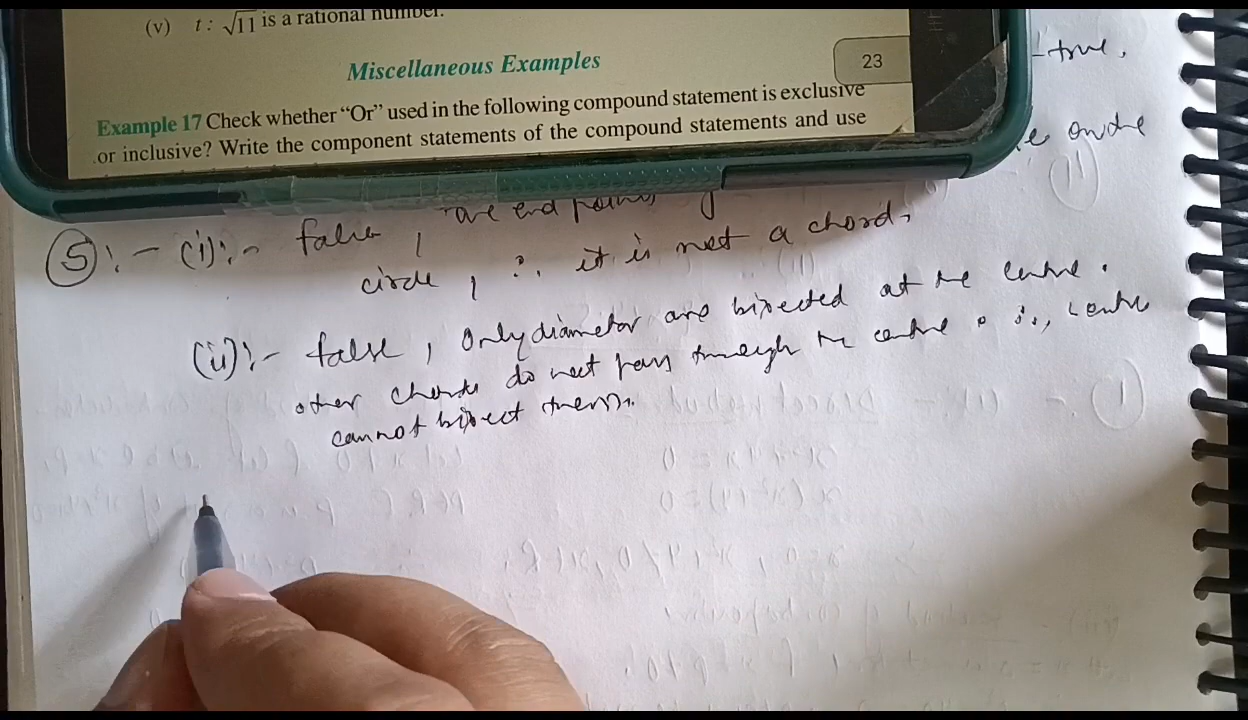 (v) t : √11 is a rational number.
Miscellaneous Examples
23
Example 17 Check whether “Or” used in the following compound statement is exclusive
or inclusive? Write the component statements of the compound statements and use
- true,
on the
(5):- (i):- false, are end points
circle, ∴ it is not a chord.
(ii):- false, only diameter are bisected at the centre.
other chords do not pass through the centre. centre
cannot bisect them.